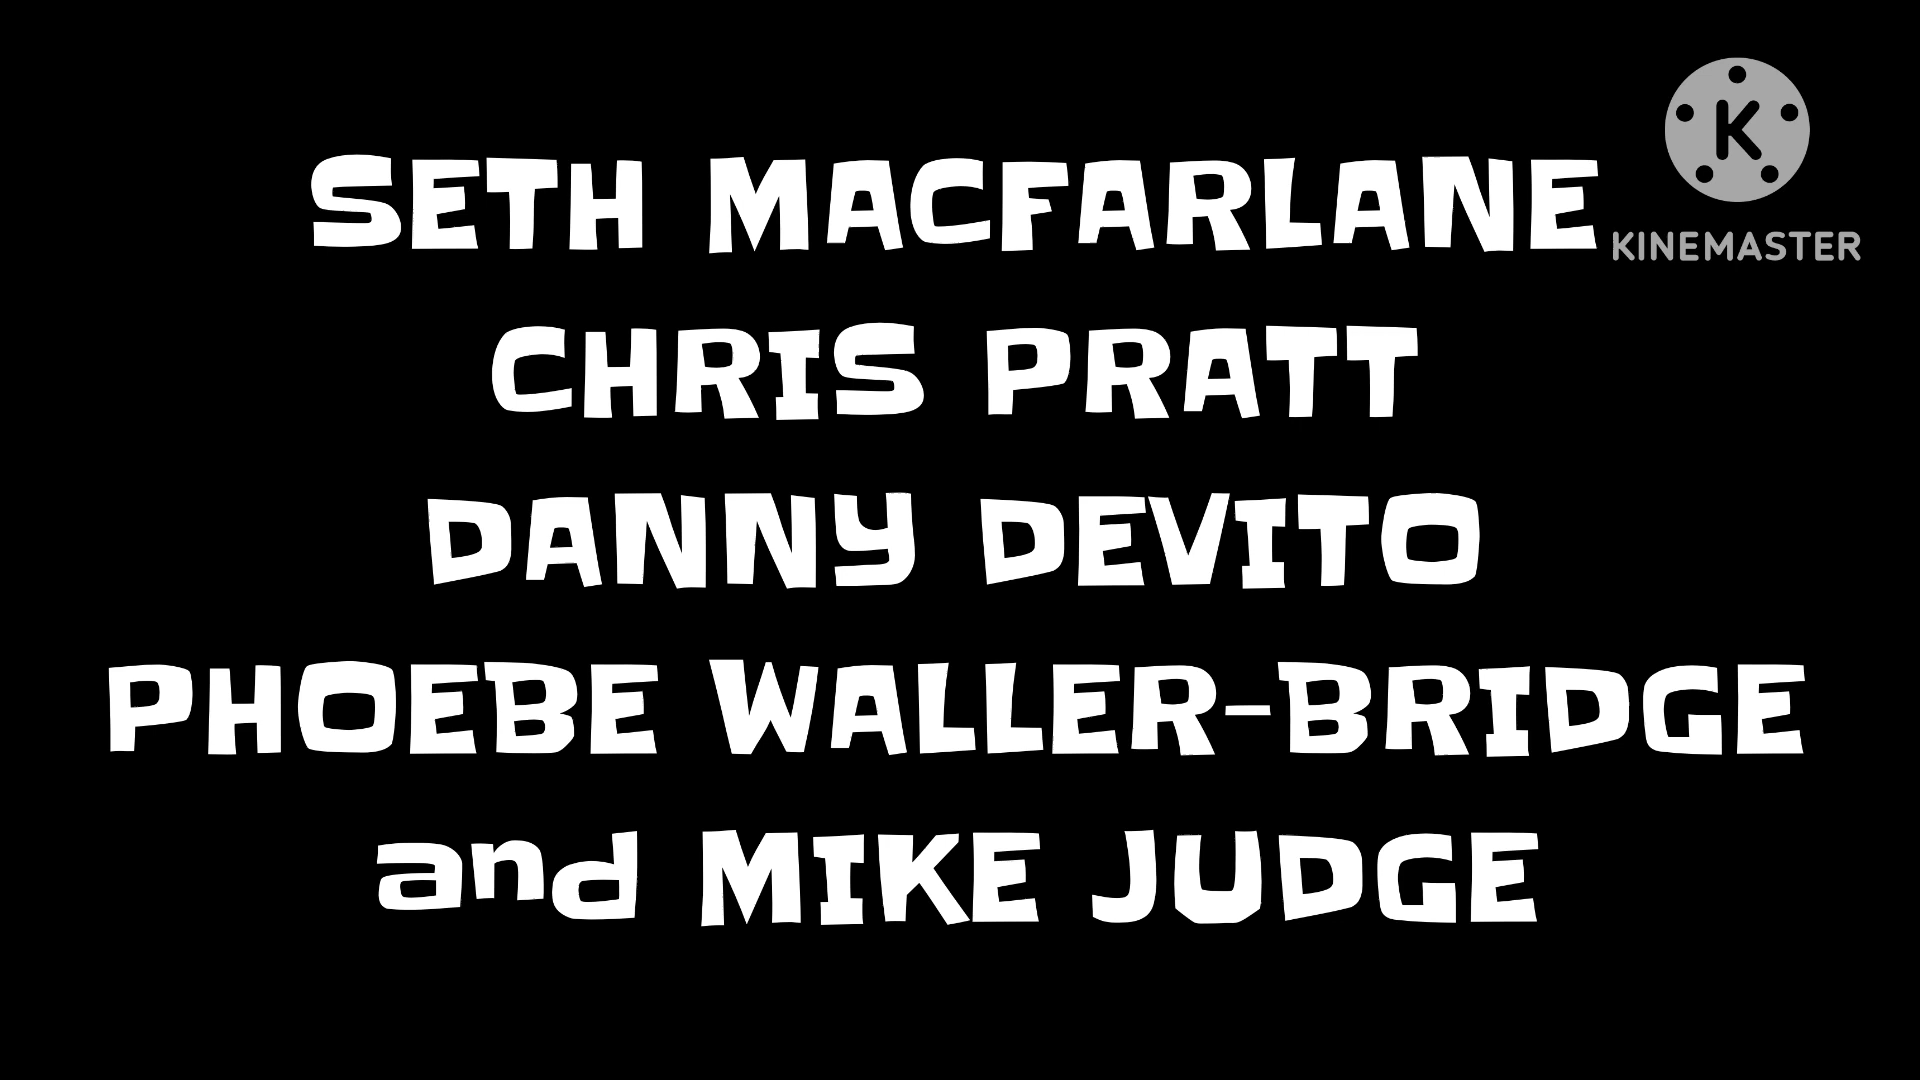 SETH MACFARLANE
K
KINEMASTER
CHRIS PRATT
DANNY DEVITO
PHOEBE WALLER-BRIDGE
and MIKE JUDGE